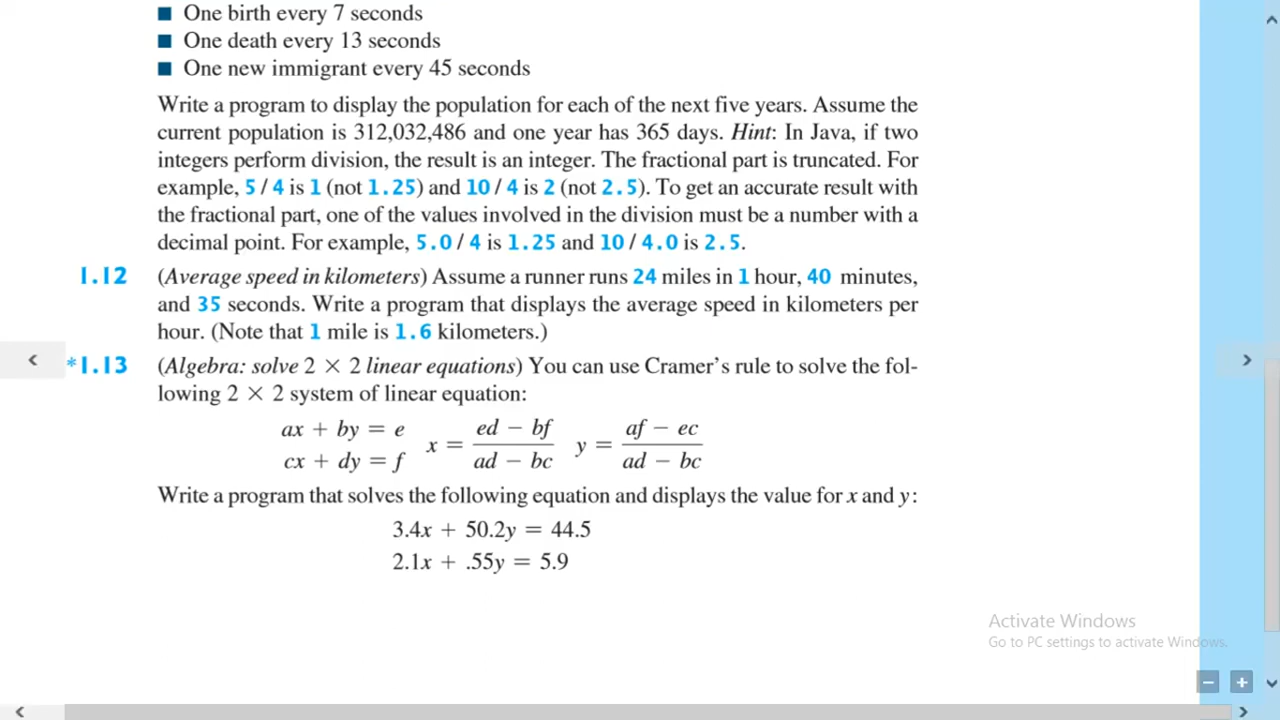 ■ One birth every 7 seconds
■ One death every 13 seconds
■ One new immigrant every 45 seconds
Write a program to display the population for each of the next five years. Assume the
current population is 312,032,486 and one year has 365 days. Hint: In Java, if two
integers perform division, the result is an integer. The fractional part is truncated. For
example, 5 / 4 is 1 (not 1.25) and 10 / 4 is 2 (not 2.5). To get an accurate result with
the fractional part, one of the values involved in the division must be a number with a
decimal point. For example, 5.0 / 4 is 1.25 and 10 / 4.0 is 2.5.
1.12 (Average speed in kilometers) Assume a runner runs 24 miles in 1 hour, 40 minutes,
and 35 seconds. Write a program that displays the average speed in kilometers per
hour. (Note that 1 mile is 1.6 kilometers.)
*1.13 (Algebra: solve 2 × 2 linear equations) You can use Cramer's rule to solve the fol-
lowing 2 × 2 system of linear equation:
ax + by = e
cx + dy = f
x = ed − bf / ad − bc
y = af − ec / ad − bc
Write a program that solves the following equation and displays the value for x and y:
3.4x + 50.2y = 44.5
2.1x + .55y = 5.9
Activate Windows
Go to PC settings to activate Windows.